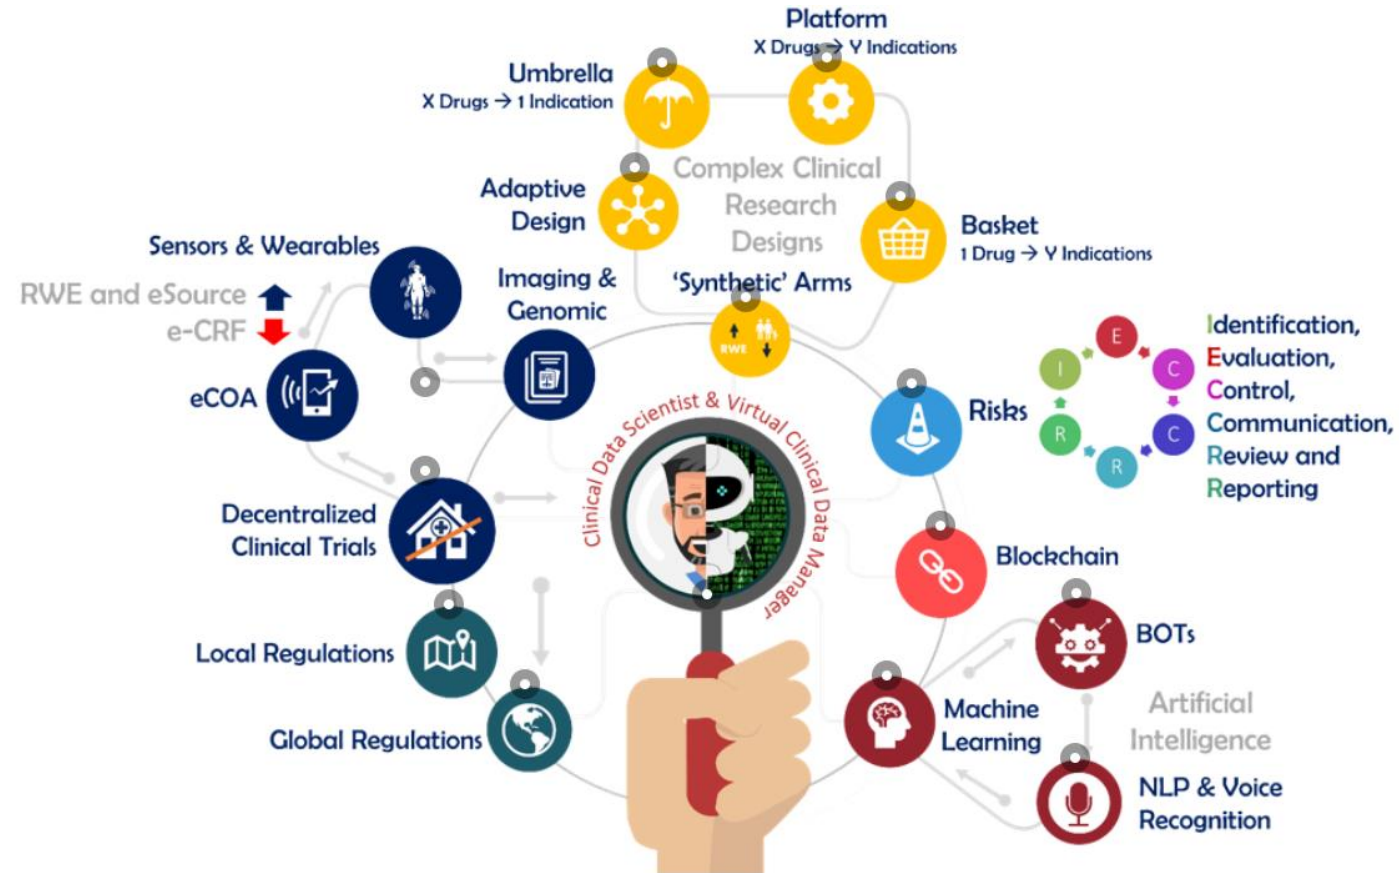 Platform
X Drugs → Y Indications
Umbrella
X Drugs → 1 Indication
Complex Clinical
Research
Designs
Adaptive
Design
Basket
1 Drug → Y Indications
Sensors & Wearables
RWE and eSource
e-CRF
Imaging &
Genomic
'Synthetic' Arms
RWE
eCOA
Risks
E
C
C
R
R
I
Identification,
Evaluation,
Control,
Communication,
Review and
Reporting
Clinical Data Scientist & Virtual Clinical Data Manager
Decentralized
Clinical Trials
Blockchain
Local Regulations
BOTs
Global Regulations
Machine
Learning
Artificial
Intelligence
NLP & Voice
Recognition